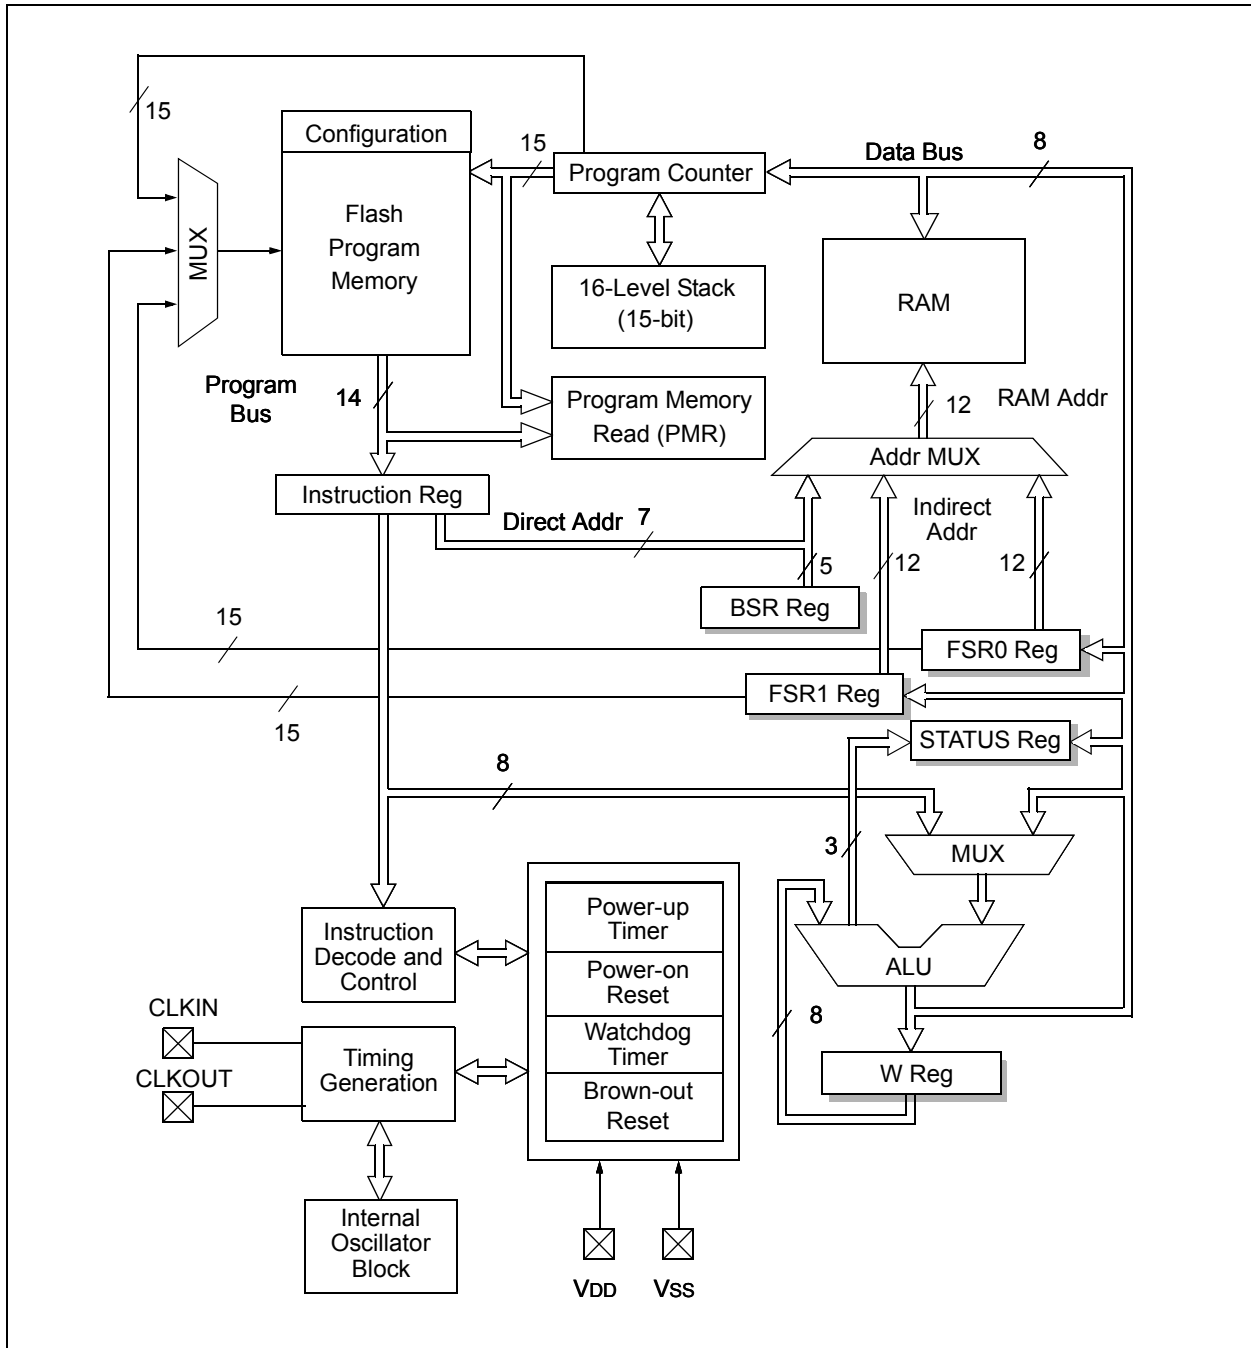 15
Configuration
15
Program Counter
Data Bus
8
MUX
Flash
Program
Memory
16-Level Stack
(15-bit)
RAM
Program
Bus
14
Program Memory
Read (PMR)
12
RAM Addr
Addr MUX
Instruction Reg
Direct Addr
7
Indirect
Addr
5
12
12
BSR Reg
15
FSR0 Reg
FSR1 Reg
15
STATUS Reg
8
3
MUX
Power-up
Timer
Instruction
Decode and
Control
Power-on
Reset
ALU
CLKIN
8
Watchdog
Timer
Timing
Generation
W Reg
CLKOUT
Brown-out
Reset
Internal
Oscillator
Block
VDD
VSS